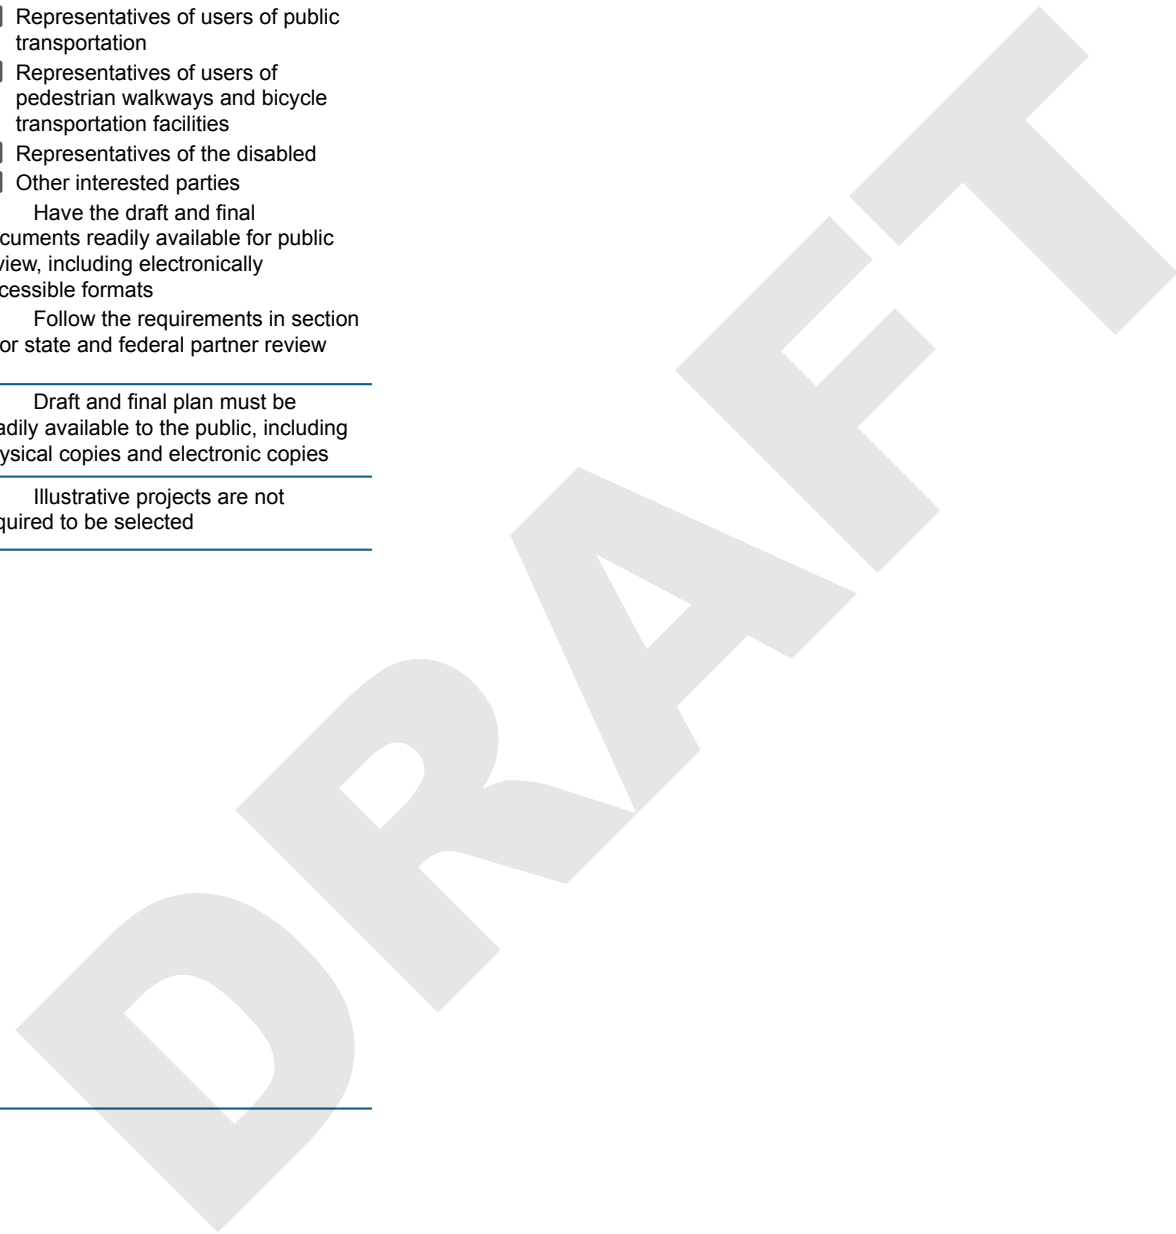 Representatives of users of public
transportation
Representatives of users of
pedestrian walkways and bicycle
transportation facilities
Representatives of the disabled
Other interested parties
Have the draft and final
cuments readily available for public
view, including electronically
cessible formats
Follow the requirements in section
or state and federal partner review
Draft and final plan must be
adily available to the public, including
ysical copies and electronic copies
Illustrative projects are not
quired to be selected
DRAFT